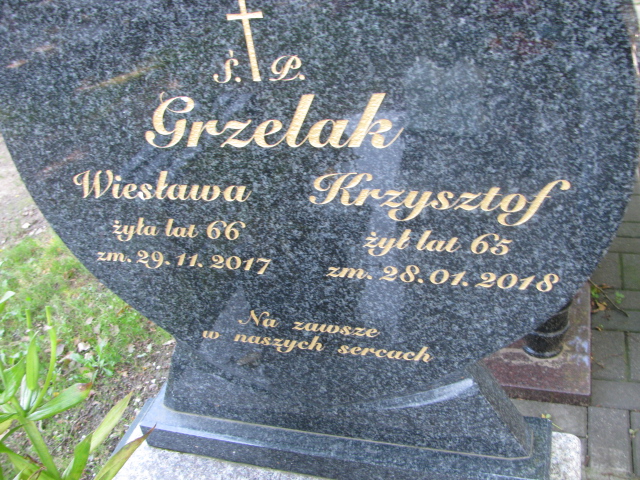 Ś. P.
Grzelak
Wiesława Krzysztof
żyła lat 66 żył lat 65
zm. 29.11.2017 zm. 28.01.2018
Na zawsze
w naszych sercach